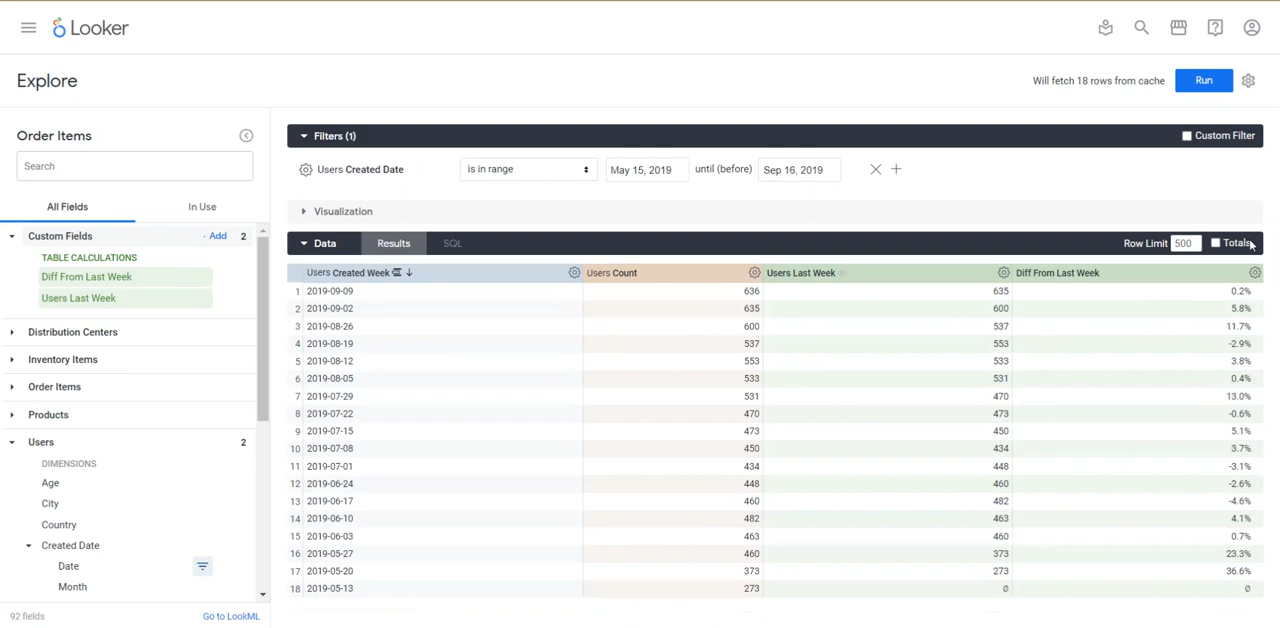 Looker
Explore
Will fetch 18 rows from cache
Run
Order Items
Search
All Fields
In Use
Custom Fields
· Add
2
TABLE CALCULATIONS
Diff From Last Week
Users Last Week
Distribution Centers
Inventory Items
Order Items
Products
Users
2
DIMENSIONS
Age
City
Country
Created Date
Date
Month
92 fields
Go to LookML
Filters (1)
Custom Filter
Users Created Date
is in range
May 15, 2019
until (before)
Sep 16, 2019
Visualization
Data
Results
SQL
Row Limit 500
Totals
Users Created Week Users Count Users Last Week Diff From Last Week
1 2019-09-09 636 635 0.2%
2 2019-09-02 635 600 5.8%
3 2019-08-26 600 537 11.7%
4 2019-08-19 537 553 -2.9%
5 2019-08-12 553 533 3.8%
6 2019-08-05 533 531 0.4%
7 2019-07-29 531 470 13.0%
8 2019-07-22 470 473 -0.6%
9 2019-07-15 473 450 5.1%
10 2019-07-08 450 434 3.7%
11 2019-07-01 434 448 -3.1%
12 2019-06-24 448 460 -2.6%
13 2019-06-17 460 482 -4.6%
14 2019-06-10 482 463 4.1%
15 2019-06-03 463 460 0.7%
16 2019-05-27 460 373 23.3%
17 2019-05-20 373 273 36.6%
18 2019-05-13 273 ∅ ∅